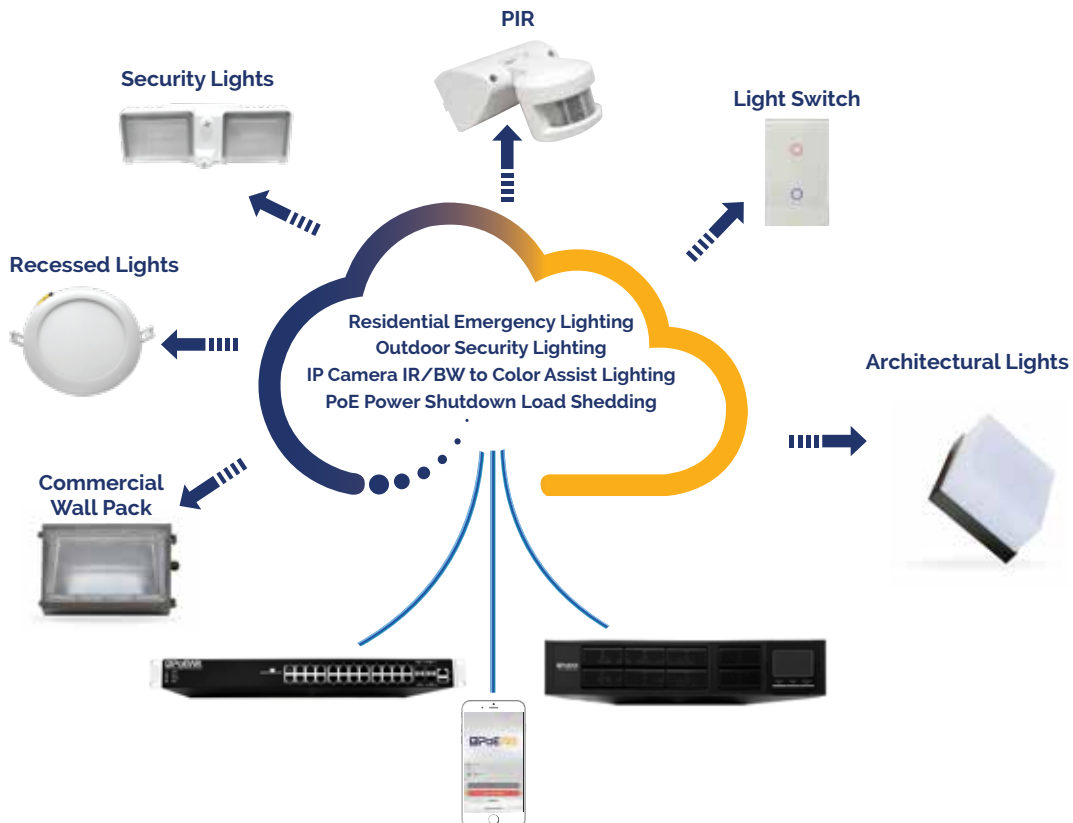 PIR
Security Lights
Light Switch
Recessed Lights
Residential Emergency Lighting
Outdoor Security Lighting
IP Camera IR/BW to Color Assist Lighting
PoE Power Shutdown Load Shedding
Architectural Lights
Commercial
Wall Pack